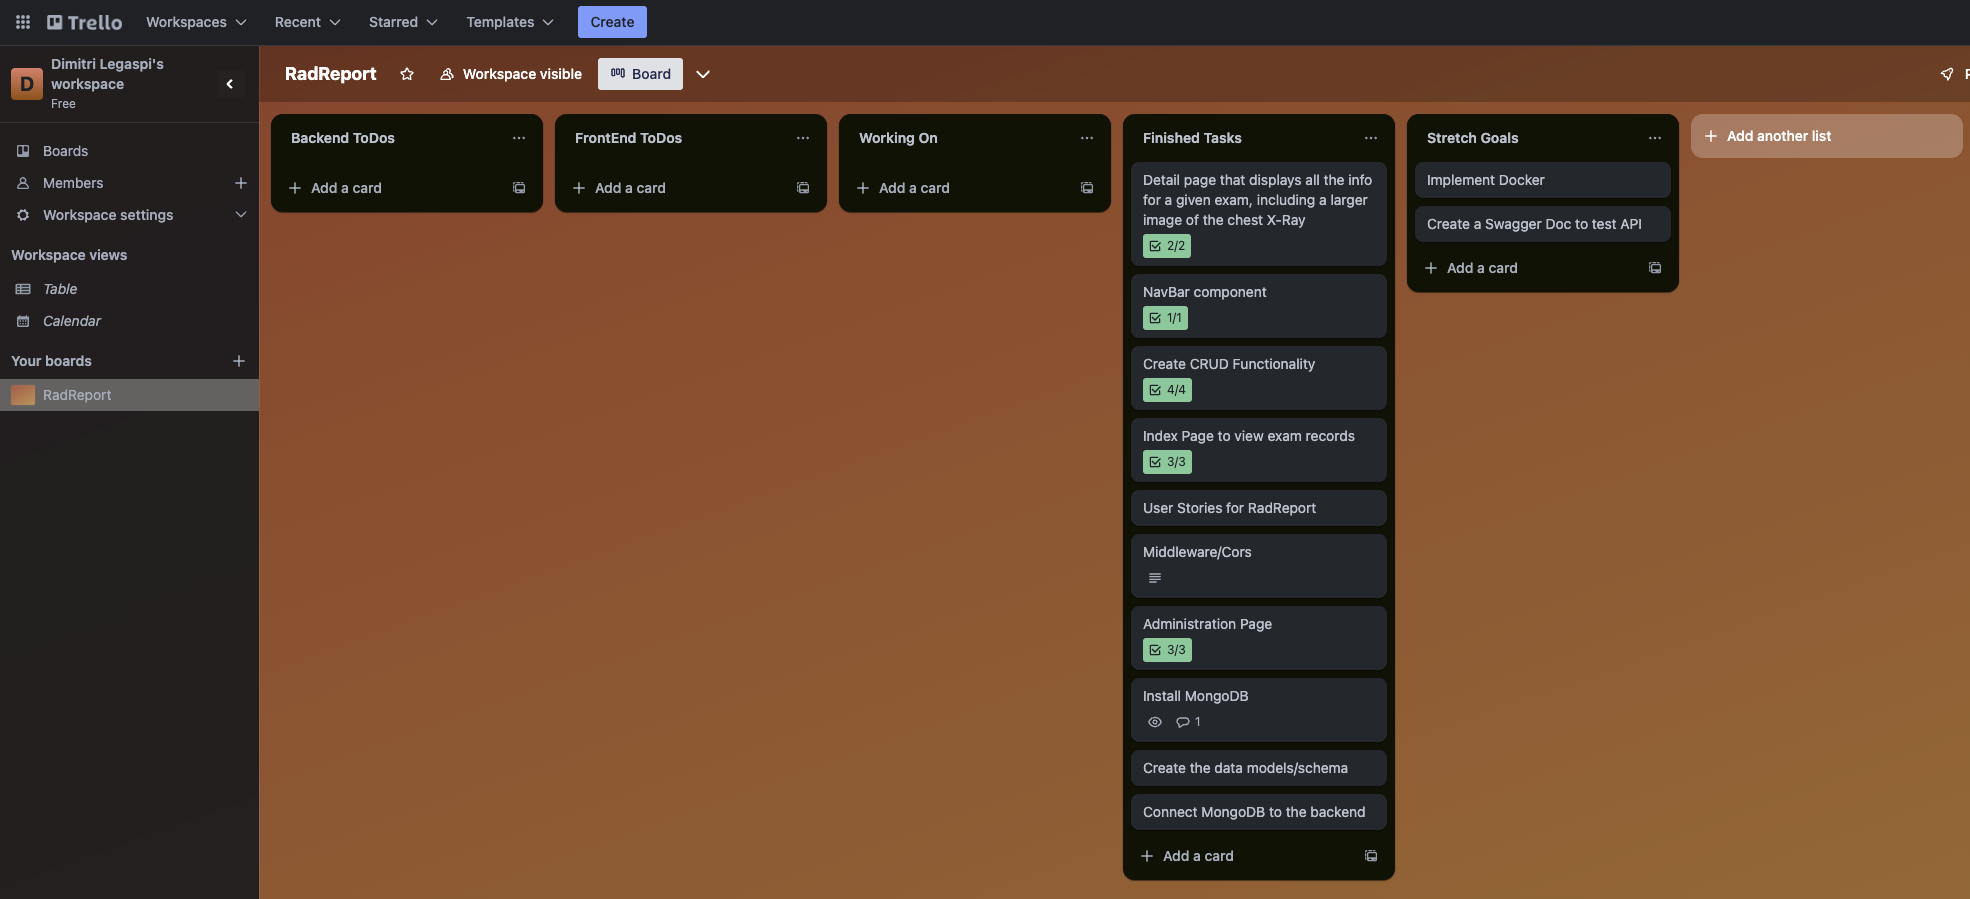 Trello
Workspaces
Recent
Starred
Templates
Create
D
Dimitri Legaspi's
workspace
Free
Boards
Members
Workspace settings
Workspace views
Table
Calendar
Your boards
RadReport
RadReport
Workspace visible
Board
Backend ToDos
Add a card
FrontEnd ToDos
Add a card
Working On
Add a card
Finished Tasks
Detail page that displays all the info
for a given exam, including a larger
image of the chest X-Ray
2/2
NavBar component
1/1
Create CRUD Functionality
4/4
Index Page to view exam records
3/3
User Stories for RadReport
Middleware/Cors
Administration Page
3/3
Install MongoDB
1
Create the data models/schema
Connect MongoDB to the backend
Add a card
Stretch Goals
Implement Docker
Create a Swagger Doc to test API
Add a card
Add another list